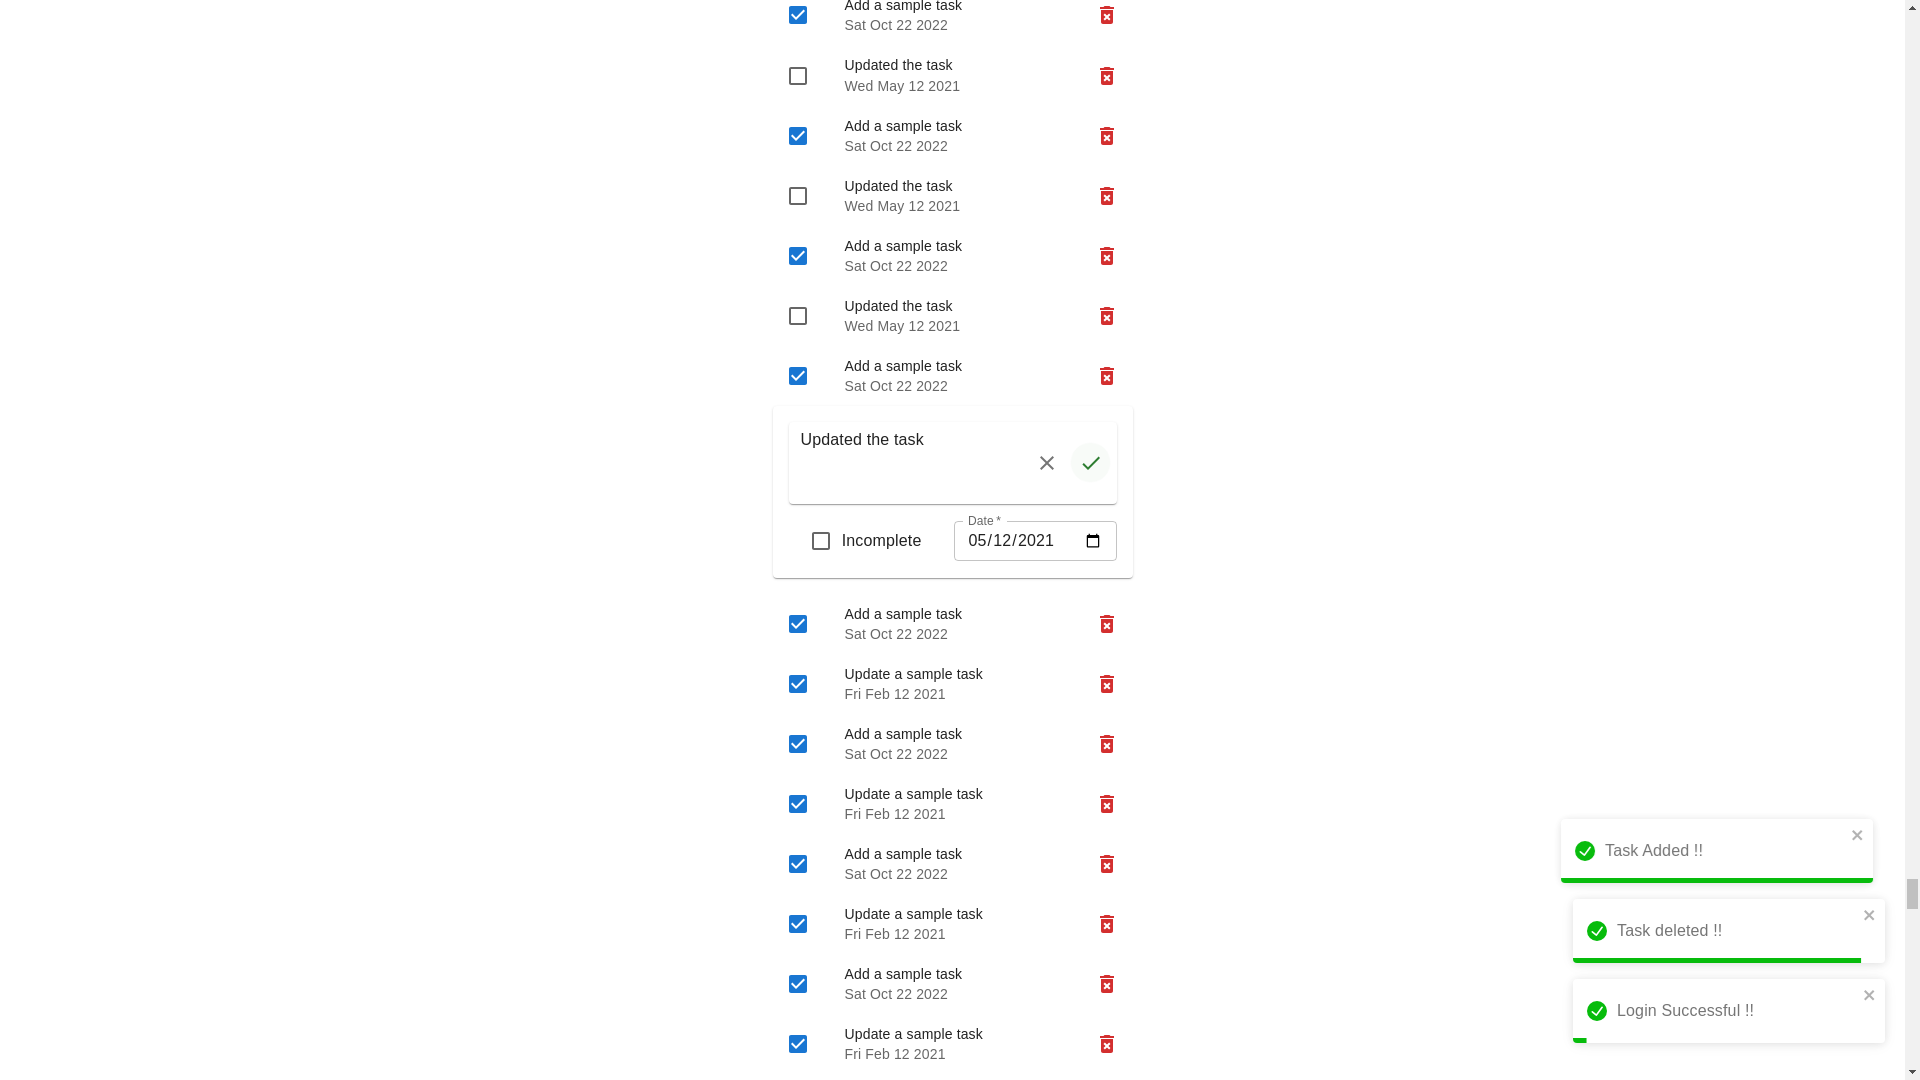 Add a sample task
Sat Oct 22 2022
Updated the task
Wed May 12 2021
Add a sample task
Sat Oct 22 2022
Updated the task
Wed May 12 2021
Add a sample task
Sat Oct 22 2022
Updated the task
Wed May 12 2021
Add a sample task
Sat Oct 22 2022
Updated the task
Date *
Incomplete
05/12/2021
Add a sample task
Sat Oct 22 2022
Update a sample task
Fri Feb 12 2021
Add a sample task
Sat Oct 22 2022
Update a sample task
Fri Feb 12 2021
Add a sample task
Sat Oct 22 2022
Update a sample task
Fri Feb 12 2021
Add a sample task
Sat Oct 22 2022
Update a sample task
Fri Feb 12 2021
Task Added !!
Task deleted !!
Login Successful !!